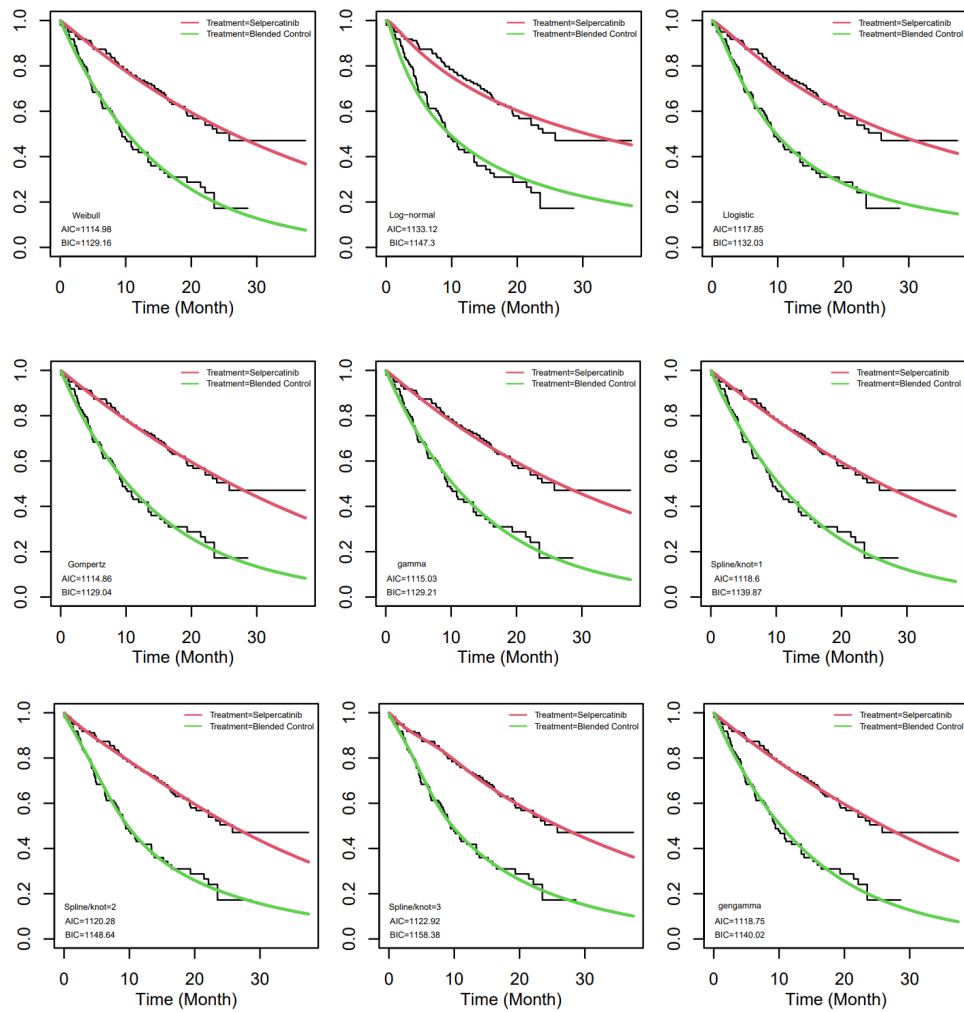 Treatment=Selpercatinib
Treatment=Blended Control
1.0
0.8
0.6
0.4
0.2
0.0
Weibull
AIC=1114.98
BIC=1129.16
0 10 20 30
Time (Month)
Treatment=Selpercatinib
Treatment=Blended Control
1.0
0.8
0.6
0.4
0.2
0.0
Log−normal
AIC=1133.12
BIC=1147.3
0 10 20 30
Time (Month)
Treatment=Selpercatinib
Treatment=Blended Control
1.0
0.8
0.6
0.4
0.2
0.0
Llogistic
AIC=1117.85
BIC=1132.03
0 10 20 30
Time (Month)
Treatment=Selpercatinib
Treatment=Blended Control
1.0
0.8
0.6
0.4
0.2
0.0
Gompertz
AIC=1114.86
BIC=1129.04
0 10 20 30
Time (Month)
Treatment=Selpercatinib
Treatment=Blended Control
1.0
0.8
0.6
0.4
0.2
0.0
gamma
AIC=1115.03
BIC=1129.21
0 10 20 30
Time (Month)
Treatment=Selpercatinib
Treatment=Blended Control
1.0
0.8
0.6
0.4
0.2
0.0
Spline/knot=1
AIC=1118.6
BIC=1139.87
0 10 20 30
Time (Month)
Treatment=Selpercatinib
Treatment=Blended Control
1.0
0.8
0.6
0.4
0.2
0.0
Spline/knot=2
AIC=1120.28
BIC=1148.64
0 10 20 30
Time (Month)
Treatment=Selpercatinib
Treatment=Blended Control
1.0
0.8
0.6
0.4
0.2
0.0
Spline/knot=3
AIC=1122.92
BIC=1158.38
0 10 20 30
Time (Month)
Treatment=Selpercatinib
Treatment=Blended Control
1.0
0.8
0.6
0.4
0.2
0.0
gengamma
AIC=1118.75
BIC=1140.02
0 10 20 30
Time (Month)